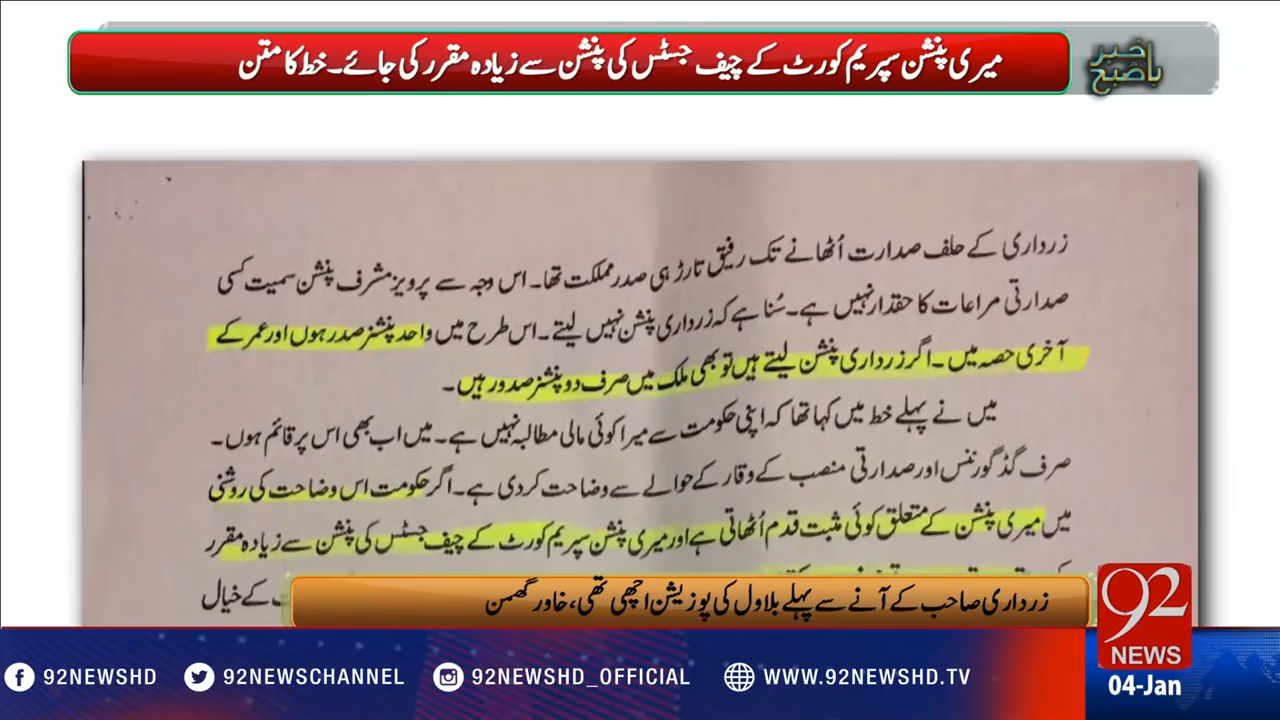 میری پنشن سپریم کورٹ کے چیف جسٹس کی پنشن سے زیادہ مقرر کی جائے۔ خط کا متن
باخبر صبح
زرداری کے حلف صدارت اُٹھانے تک رفیق تارڑ ہی صدر مملکت تھا۔ اس وجہ سے پرویز مشرف پنشن سمیت کسی
صدارتی مراعات کا حقدار نہیں ہے۔ سُنا ہے کہ زرداری پنشن نہیں لیتے۔ اس طرح میں واحد پنشنر صدر ہوں اور عمر کے
آخری حصہ میں۔ اگر زرداری پنشن لیتے ہیں تو بھی ملک میں صرف دو پنشنر صدور ہیں۔
میں نے پہلے خط میں کہا تھا کہ اپنی حکومت سے میرا کوئی مالی مطالبہ نہیں ہے۔ میں اب بھی اس پر قائم ہوں۔
صرف گڈ گورننس اور صدارتی منصب کے وقار کے حوالے سے وضاحت کر دی ہے۔ اگر حکومت اس وضاحت کی روشنی
میں میری پنشن کے متعلق کوئی مثبت قدم اُٹھاتی ہے اور میری پنشن سپریم کورٹ کے چیف جسٹس کی پنشن سے زیادہ مقرر
کے خیال
زرداری صاحب کے آنے سے پہلے بلاول کی پوزیشن اچھی تھی، خاور گھمن
92 NEWS
92NEWSHD 92NEWSCHANNEL 92NEWSHD_OFFICIAL WWW.92NEWSHD.TV
04-Jan